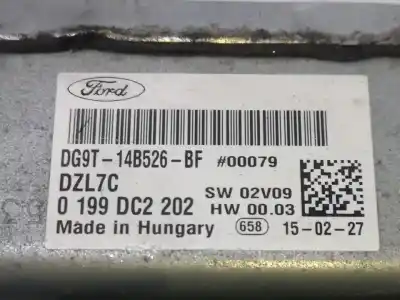 Ford
DG9T-14B526-BF #00079
DZL7C SW 02V09
0 199 DC2 202 HW 00.03
Made in Hungary 658 15-02-27